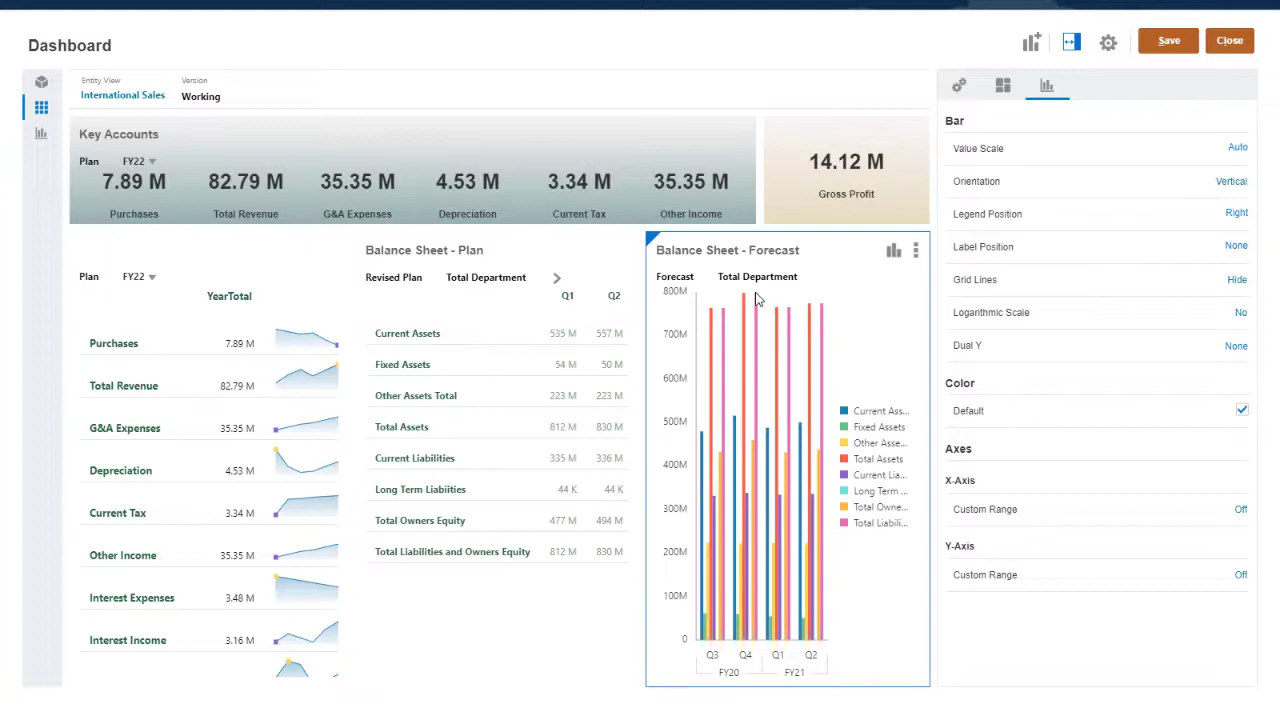 Dashboard
Save
Close
Entity View
Version
International Sales
Working
Key Accounts
Plan
FY22
7.89 M
82.79 M
35.35 M
4.53 M
3.34 M
35.35 M
Purchases
Total Revenue
G&A Expenses
Depreciation
Current Tax
Other Income
14.12 M
Gross Profit
Plan
FY22
YearTotal
Purchases 7.89 M
Total Revenue 82.79 M
G&A Expenses 35.35 M
Depreciation 4.53 M
Current Tax 3.34 M
Other Income 35.35 M
Interest Expenses 3.48 M
Interest Income 3.16 M
Balance Sheet - Plan
Revised Plan
Total Department
Q1 Q2
Current Assets 535 M 557 M
Fixed Assets 54 M 50 M
Other Assets Total 223 M 223 M
Total Assets 812 M 830 M
Current Liabilities 335 M 336 M
Long Term Liabiities 44 K 44 K
Total Owners Equity 477 M 494 M
Total Liabilities and Owners Equity 812 M 830 M
Balance Sheet - Forecast
Forecast
Total Department
800M
700M
600M
500M
400M
300M
200M
100M
0
Q3 Q4 Q1 Q2
FY20 FY21
Current Ass...
Fixed Assets
Other Asse...
Total Assets
Current Lia...
Long Term ...
Total Owne...
Total Liabili...
Bar
Value Scale Auto
Orientation Vertical
Legend Position Right
Label Position None
Grid Lines Hide
Logarithmic Scale No
Dual Y None
Color
Default
Axes
X-Axis
Custom Range Off
Y-Axis
Custom Range Off